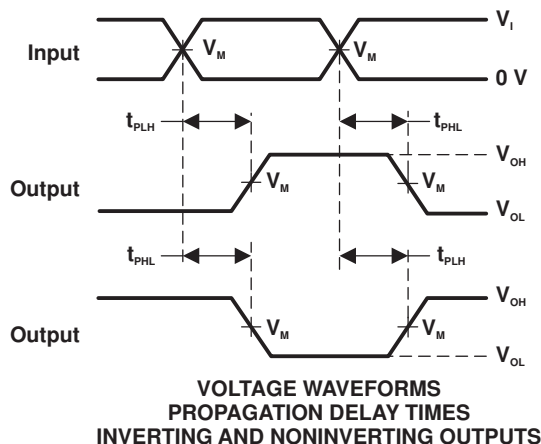 V_I
Input
V_M V_M
0 V
t_PLH t_PHL
V_OH
Output
V_M V_M
V_OL
t_PHL t_PLH
V_OH
Output
V_M V_M
V_OL
VOLTAGE WAVEFORMS
PROPAGATION DELAY TIMES
INVERTING AND NONINVERTING OUTPUTS